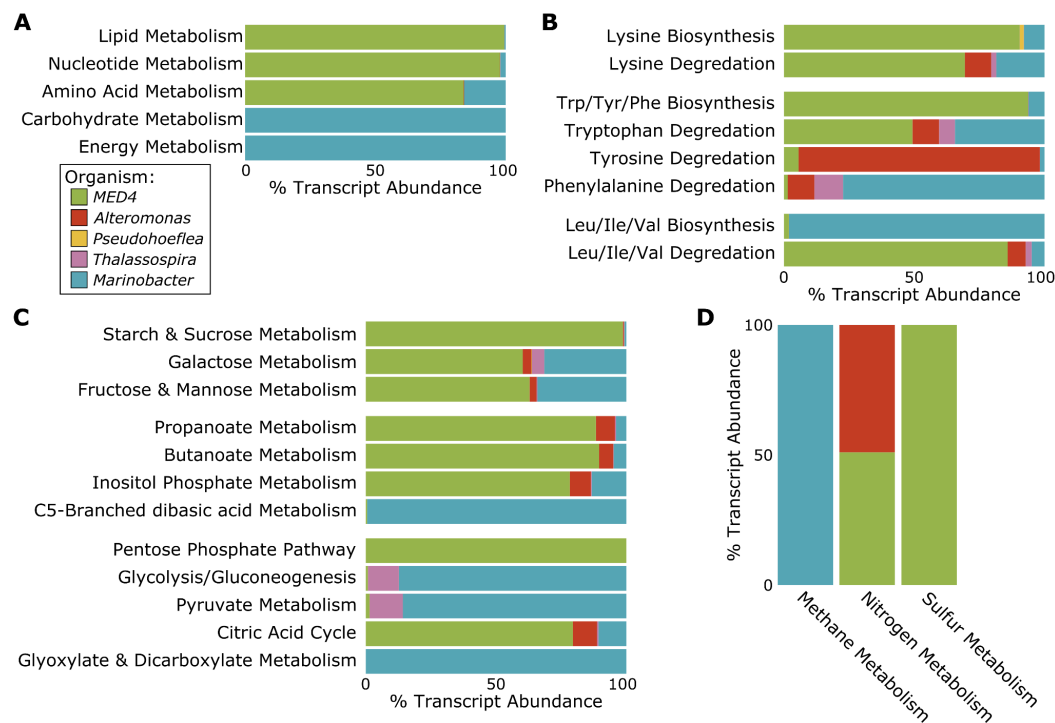 A
Lipid Metabolism
Nucleotide Metabolism
Amino Acid Metabolism
Carbohydrate Metabolism
Energy Metabolism
0 50 100
% Transcript Abundance
Organism:
MED4
Alteromonas
Pseudohoeflea
Thalassospira
Marinobacter
B
Lysine Biosynthesis
Lysine Degredation
Trp/Tyr/Phe Biosynthesis
Tryptophan Degredation
Tyrosine Degredation
Phenylalanine Degredation
Leu/Ile/Val Biosynthesis
Leu/Ile/Val Degredation
0 50 100
% Transcript Abundance
C
Starch & Sucrose Metabolism
Galactose Metabolism
Fructose & Mannose Metabolism
Propanoate Metabolism
Butanoate Metabolism
Inositol Phosphate Metabolism
C5-Branched dibasic acid Metabolism
Pentose Phosphate Pathway
Glycolysis/Gluconeogenesis
Pyruvate Metabolism
Citric Acid Cycle
Glyoxylate & Dicarboxylate Metabolism
0 50 100
% Transcript Abundance
D
100
50
0
% Transcript Abundance
Methane Metabolism
Nitrogen Metabolism
Sulfur Metabolism